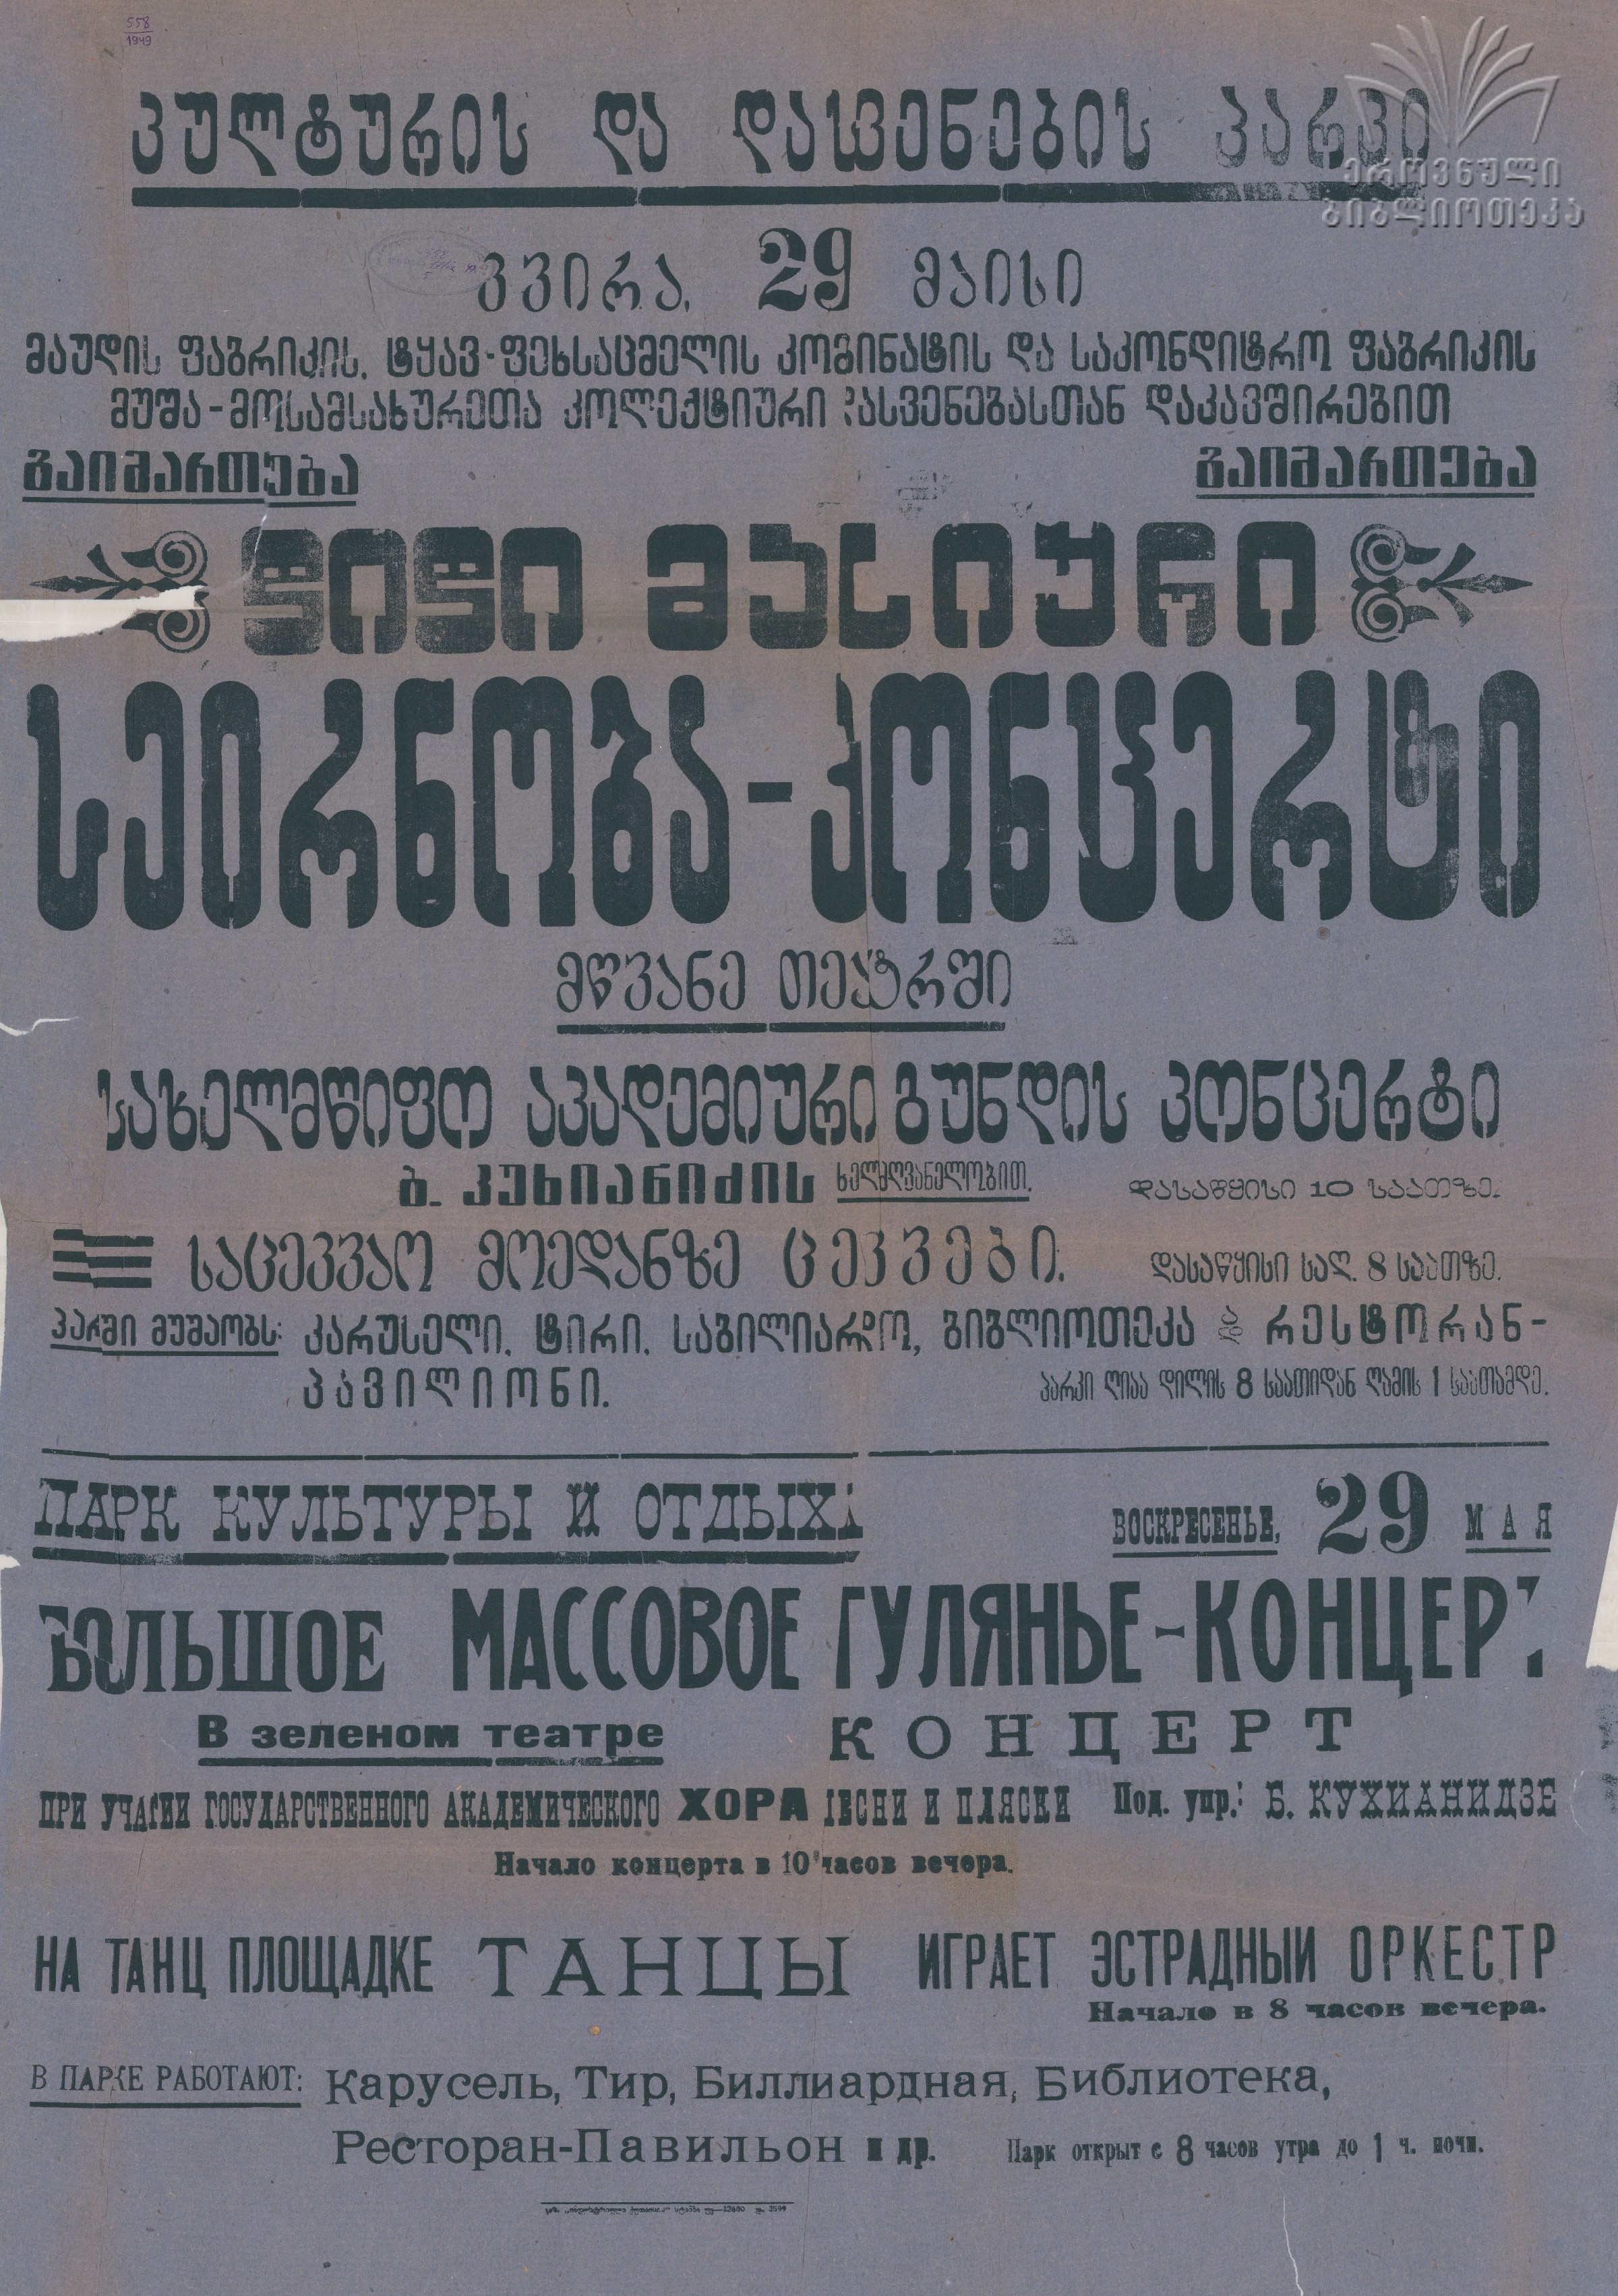 558
1949
ეროვნული
ბიბლიოთეკა
კულტურის და დასვენების პარკი
კვირა, 29 მაისი
მაუდის ფაბრიკის, ტყავ-ფეხსაცმელის კომბინატის და საკონდიტრო ფაბრიკის
მუშა-მოსამსახურეთა კოლექტიური დასვენებასთან დაკავშირებით
გაიმართება გაიმართება
დიდი მასიური
სეირნობა-კონცერტი
მწვანე თეატრში
სახელმწიფო აკადემიური გუნდის კონცერტი
ბ. კუხიანიძის ხელმღვანელობით. დასაწყისი 10 საათზე.
საცეკვაო მოედანზე ცეკვები. დასაწყისი საღ. 8 საათზე.
პარკში მუშაობს: კარუსელი, ტირი, საბილიარდო, ბიბლიოთეკა და რესტორან-
პავილიონი. პარკი ღიაა დილის 8 საათიდან ღამის 1 საათამდე.
ПАРК КУЛЬТУРЫ И ОТДЫХА ВОСКРЕСЕНЬЕ, 29 МАЯ
БОЛЬШОЕ МАССОВОЕ ГУЛЯНЬЕ-КОНЦЕРТ
В зеленом театре КОНЦЕРТ
ПРИ УЧАСИИ ГОСУДАРСТВЕННОГО АКАДЕМИЧЕСКОГО ХОРА ПЕСНИ И ПЛЯСКИ Под. упр.: Б. КУХИАНИДЗЕ
Начало концерта в 10 часов вечера.
НА ТАНЦ ПЛОЩАДКЕ ТАНЦЫ ИГРАЕТ ЭСТРАДНЫЙ ОРКЕСТР
Начало в 8 часов вечера.
В ПАРКЕ РАБОТАЮТ: Карусель, Тир, Биллиардная, Библиотека,
Ресторан-Павильон и др. Парк открыт с 8 часов утра до 1 ч. ночи.